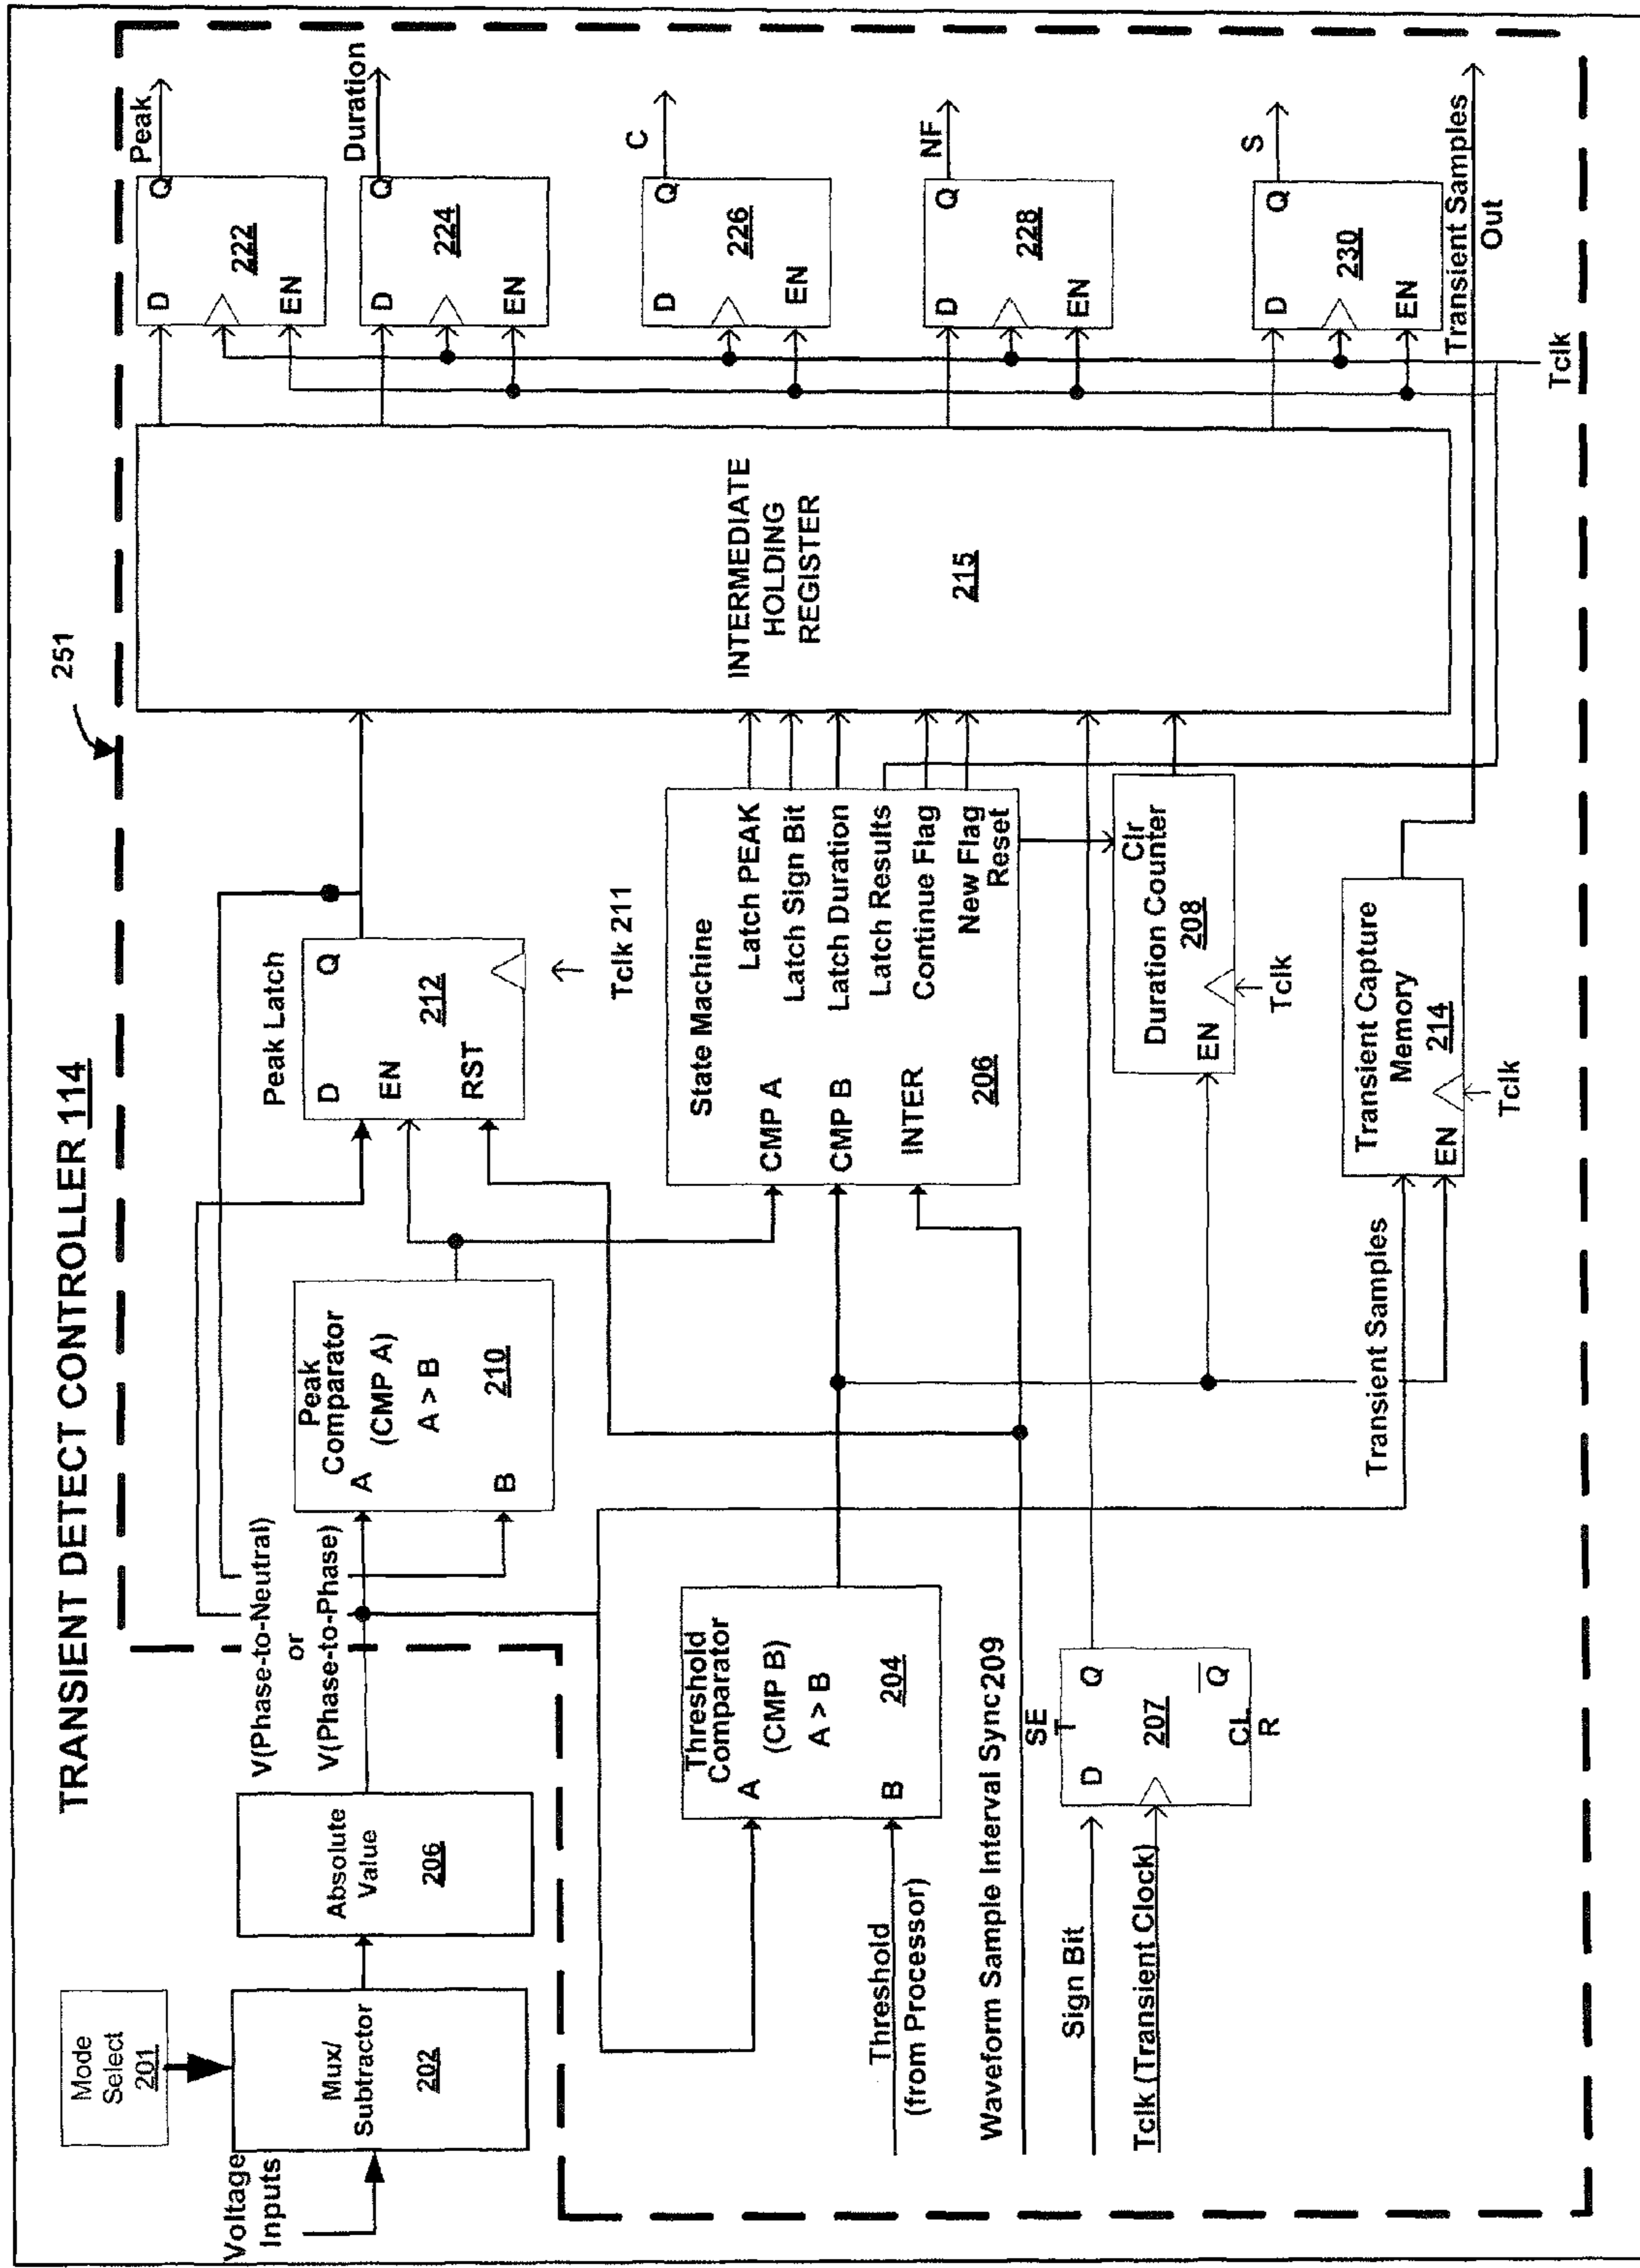 TRANSIENT DETECT CONTROLLER 114
251
Mode
Select
201
Voltage
Inputs
Mux/
Subtractor
202
Absolute
Value
206
V(Phase-to-Neutral)
or
V(Phase-to-Phase)
Peak
Comparator
(CMP A)
A > B
A
B
210
Peak Latch
D
Q
EN
RST
212
Tclk 211
Threshold
Comparator
(CMP B)
A > B
A
B
204
Threshold
(from Processor)
Waveform Sample Interval Sync209
Sign Bit
Tclk (Transient Clock)
SE
T
D
Q
207
Q
CL
R
State Machine
CMP A
CMP B
INTER
206
Latch PEAK
Latch Sign Bit
Latch Duration
Latch Results
Continue Flag
New Flag
Reset
Clr
Duration Counter
208
EN
Tclk
Transient Samples
Transient Capture
Memory
214
EN
Tclk
INTERMEDIATE
HOLDING
REGISTER
215
D
Q
222
EN
Peak
D
Q
224
EN
Duration
D
Q
226
EN
C
D
Q
228
EN
NF
D
Q
230
EN
S
Transient Samples
Out
Tclk